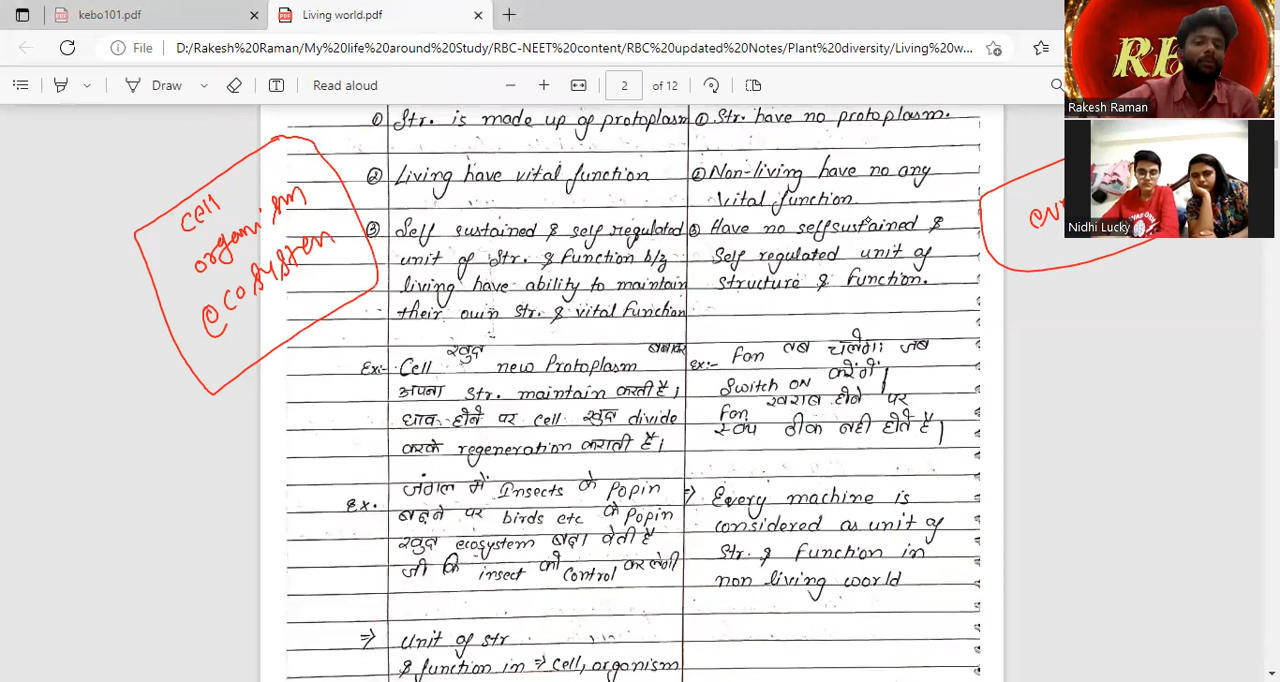 kebo101.pdf
Living world.pdf
File
D:/Rakesh%20Raman/My%20life%20around%20Study/RBC-NEET%20content/RBC%20updated%20Notes/Plant%20diversity/Living%20w...
Draw
Read aloud
2 of 12
Rakesh Raman
Nidhi Lucky
cell
organism
ecosystem
① Str. is made up of protoplasm
② Living have vital function
③ Self sustained & self regulated
unit of Str. & Function b/z
living have ability to maintain
their own Str. & vital function
Ex:- Cell खुद new Protoplasm बनाकर
अपना Str. maintain करती है।
घाव होने पर cell खुद divide
करके regeneration कराती है।
Ex. जंगल में Insects के Popln
बढ़ने पर birds etc के Popln
खुद ecosystem बढ़ा देती है
जो कि insect को control कर लेगी
⇒ Unit of str
& function in ⇒ cell, organism
① Str. have no protoplasm.
② Non-living have no any
Vital function.
③ Have no selfsustained &
Self regulated unit of
structure & function.
Ex:- Fan तब चलेगा जब
Switch ON करेंगे।
Fan खराब होने पर
स्वयं ठीक नही होते है।
⇒ Every machine is
considered as unit of
Str. & Function in
non living world